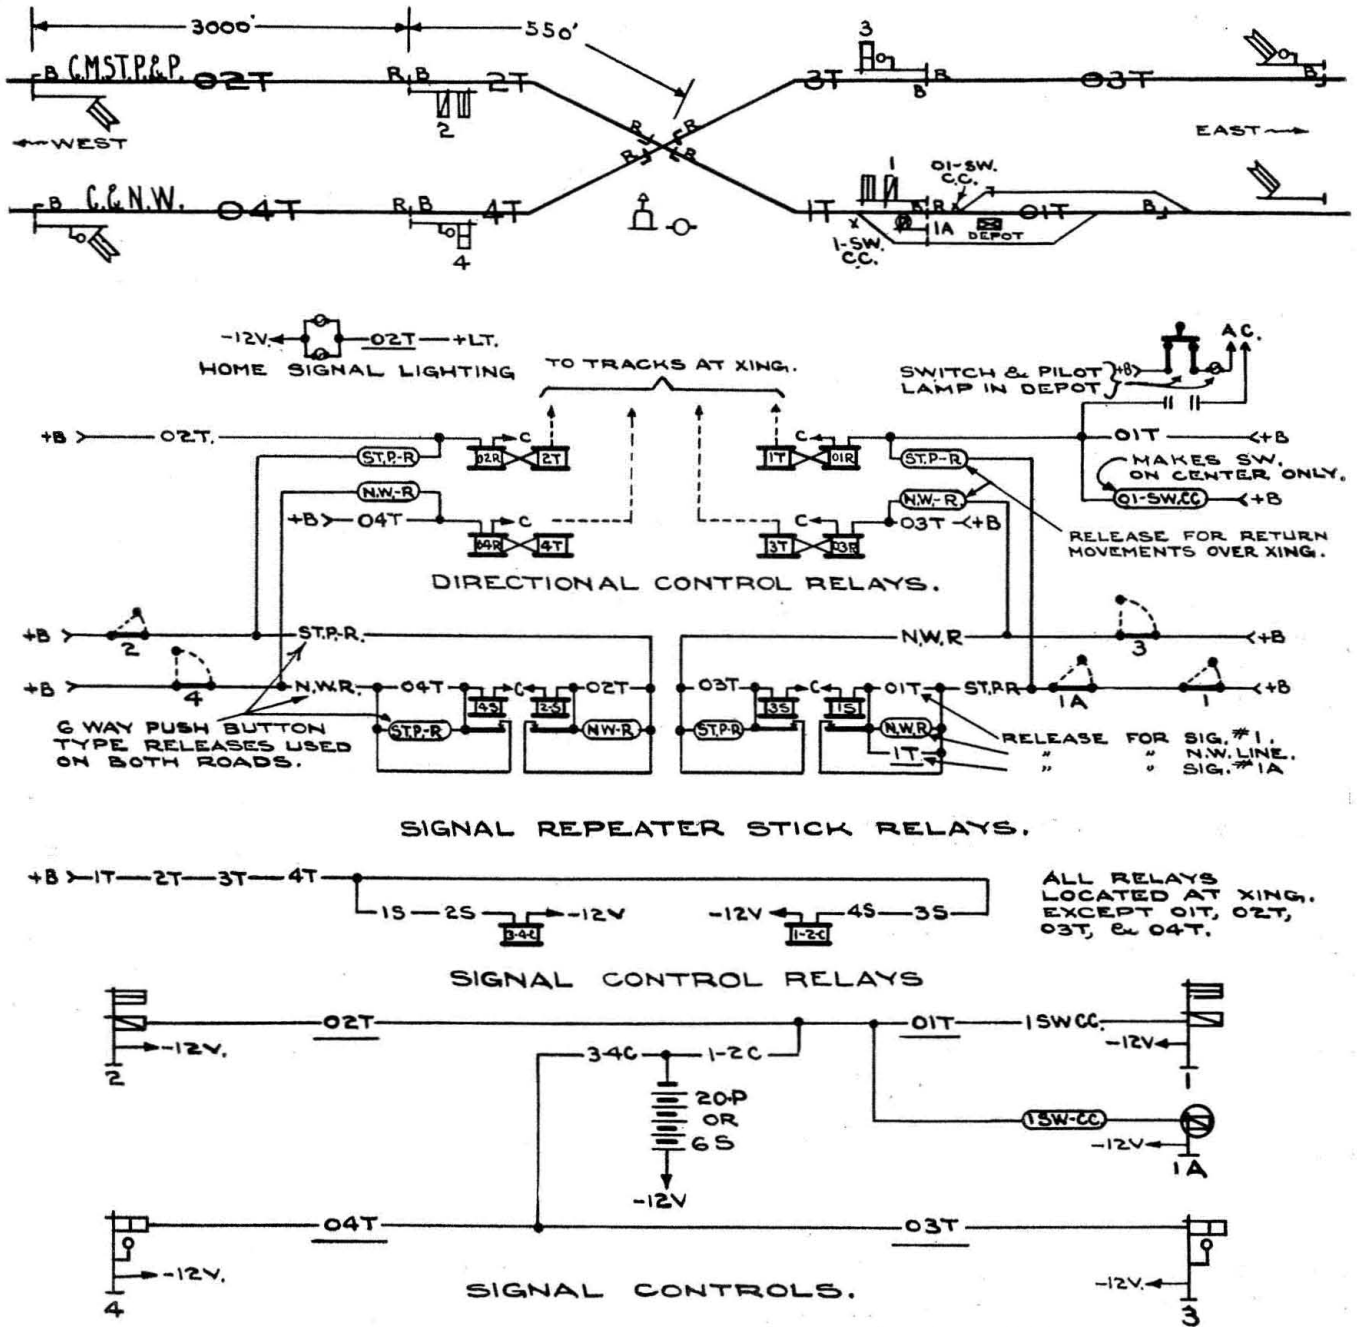 3000'
550'
B C.M.ST.P.&P. 02T R B 2T
3T 3 B R 03T B
2
← WEST
R R R R
EAST →
B C.&N.W. 04T R B 4T
4
1T 1 B R 1A 01T B
01-SW.
C.C.
1-SW.
C.C.
DEPOT
-12V. 02T +LT.
HOME SIGNAL LIGHTING
TO TRACKS AT XING.
A.C.
SWITCH & PILOT
LAMP IN DEPOT
+B
+B 02T. 02R C 2T
1T C 01R 01T +B
ST.P.-R
ST.P-R
MAKES SW.
ON CENTER ONLY.
N.W.-R
N.W.-R
01-SW.CC +B
+B 04T 04R C 4T
3T C 03R 03T +B
RELEASE FOR RETURN
MOVEMENTS OVER XING.
DIRECTIONAL CONTROL RELAYS.
+B 2 ST.P.-R.
N.W.R 3 +B
+B 4 N.W.R. 04T 4S C 2-S 02T
03T 3S C 1S 01T ST.P.R 1A 1 +B
6 WAY PUSH BUTTON
TYPE RELEASES USED
ON BOTH ROADS.
ST.P.-R N.W-R
ST.P-R N.W.R
1T
RELEASE FOR SIG. #1.
" " N.W. LINE.
" " SIG. #1A
SIGNAL REPEATER STICK RELAYS.
+B 1T 2T 3T 4T
1S 2S 3-4-C -12V
-12V 1-2-C 4S 3S
ALL RELAYS
LOCATED AT XING.
EXCEPT 01T, 02T,
03T, & 04T.
SIGNAL CONTROL RELAYS
02T 01T 1SWCC.
-12V.
2
-12V
1
3-4C 1-2C
20-P
OR
6S
-12V
1SW-CC.
-12V
1A
04T 03T
-12V.
4
-12V.
3
SIGNAL CONTROLS.